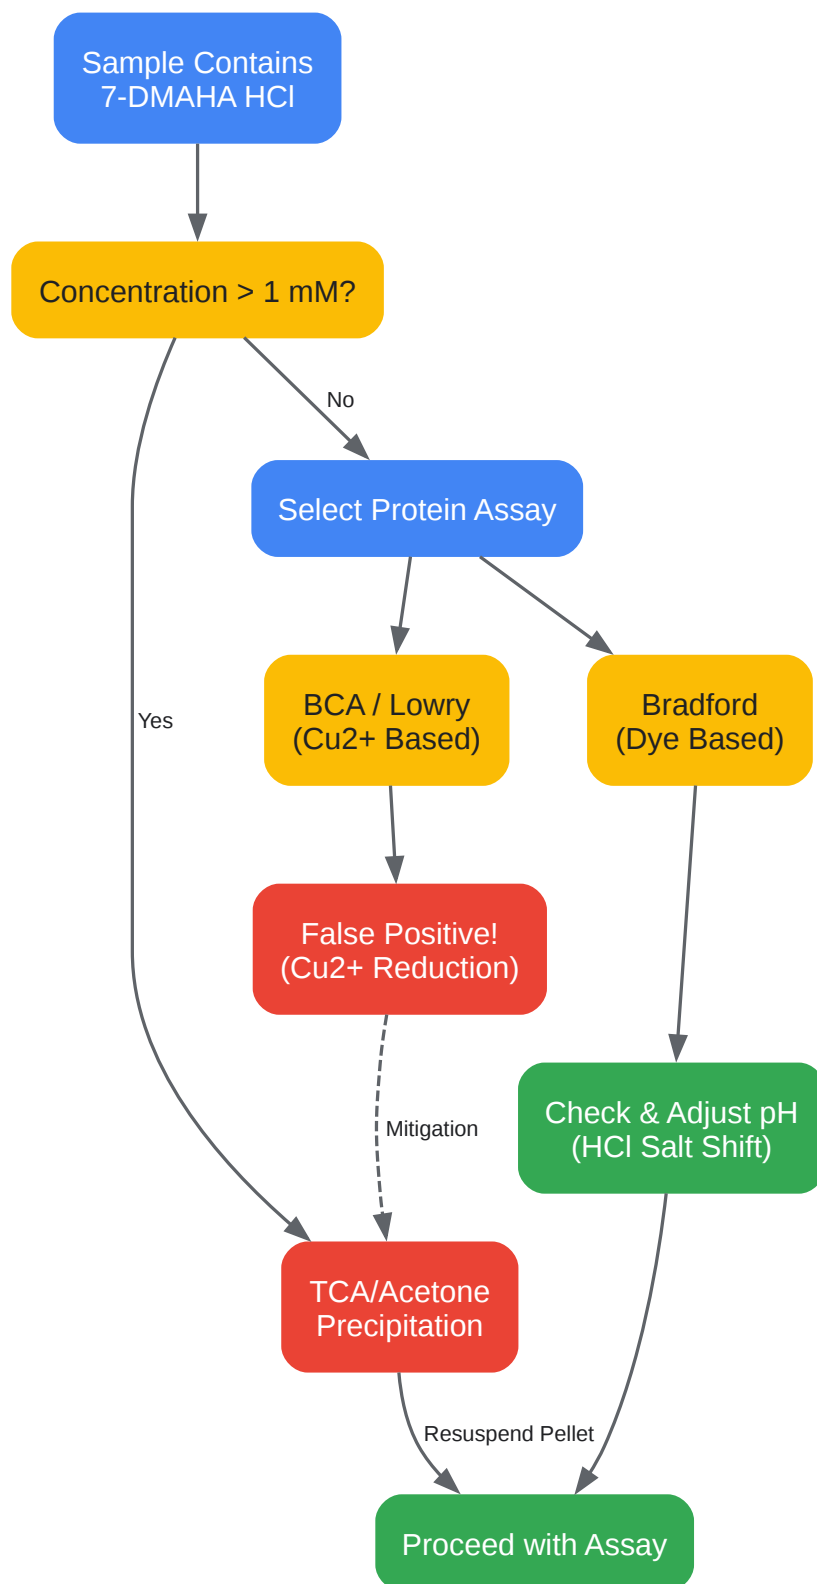 Sample Contains
7-DMAHA HCl
Concentration > 1 mM?
No
Select Protein Assay
Yes
BCA / Lowry
(Cu2+ Based)
Bradford
(Dye Based)
False Positive!
(Cu2+ Reduction)
Mitigation
Check & Adjust pH
(HCl Salt Shift)
TCA/Acetone
Precipitation
Resuspend Pellet
Proceed with Assay